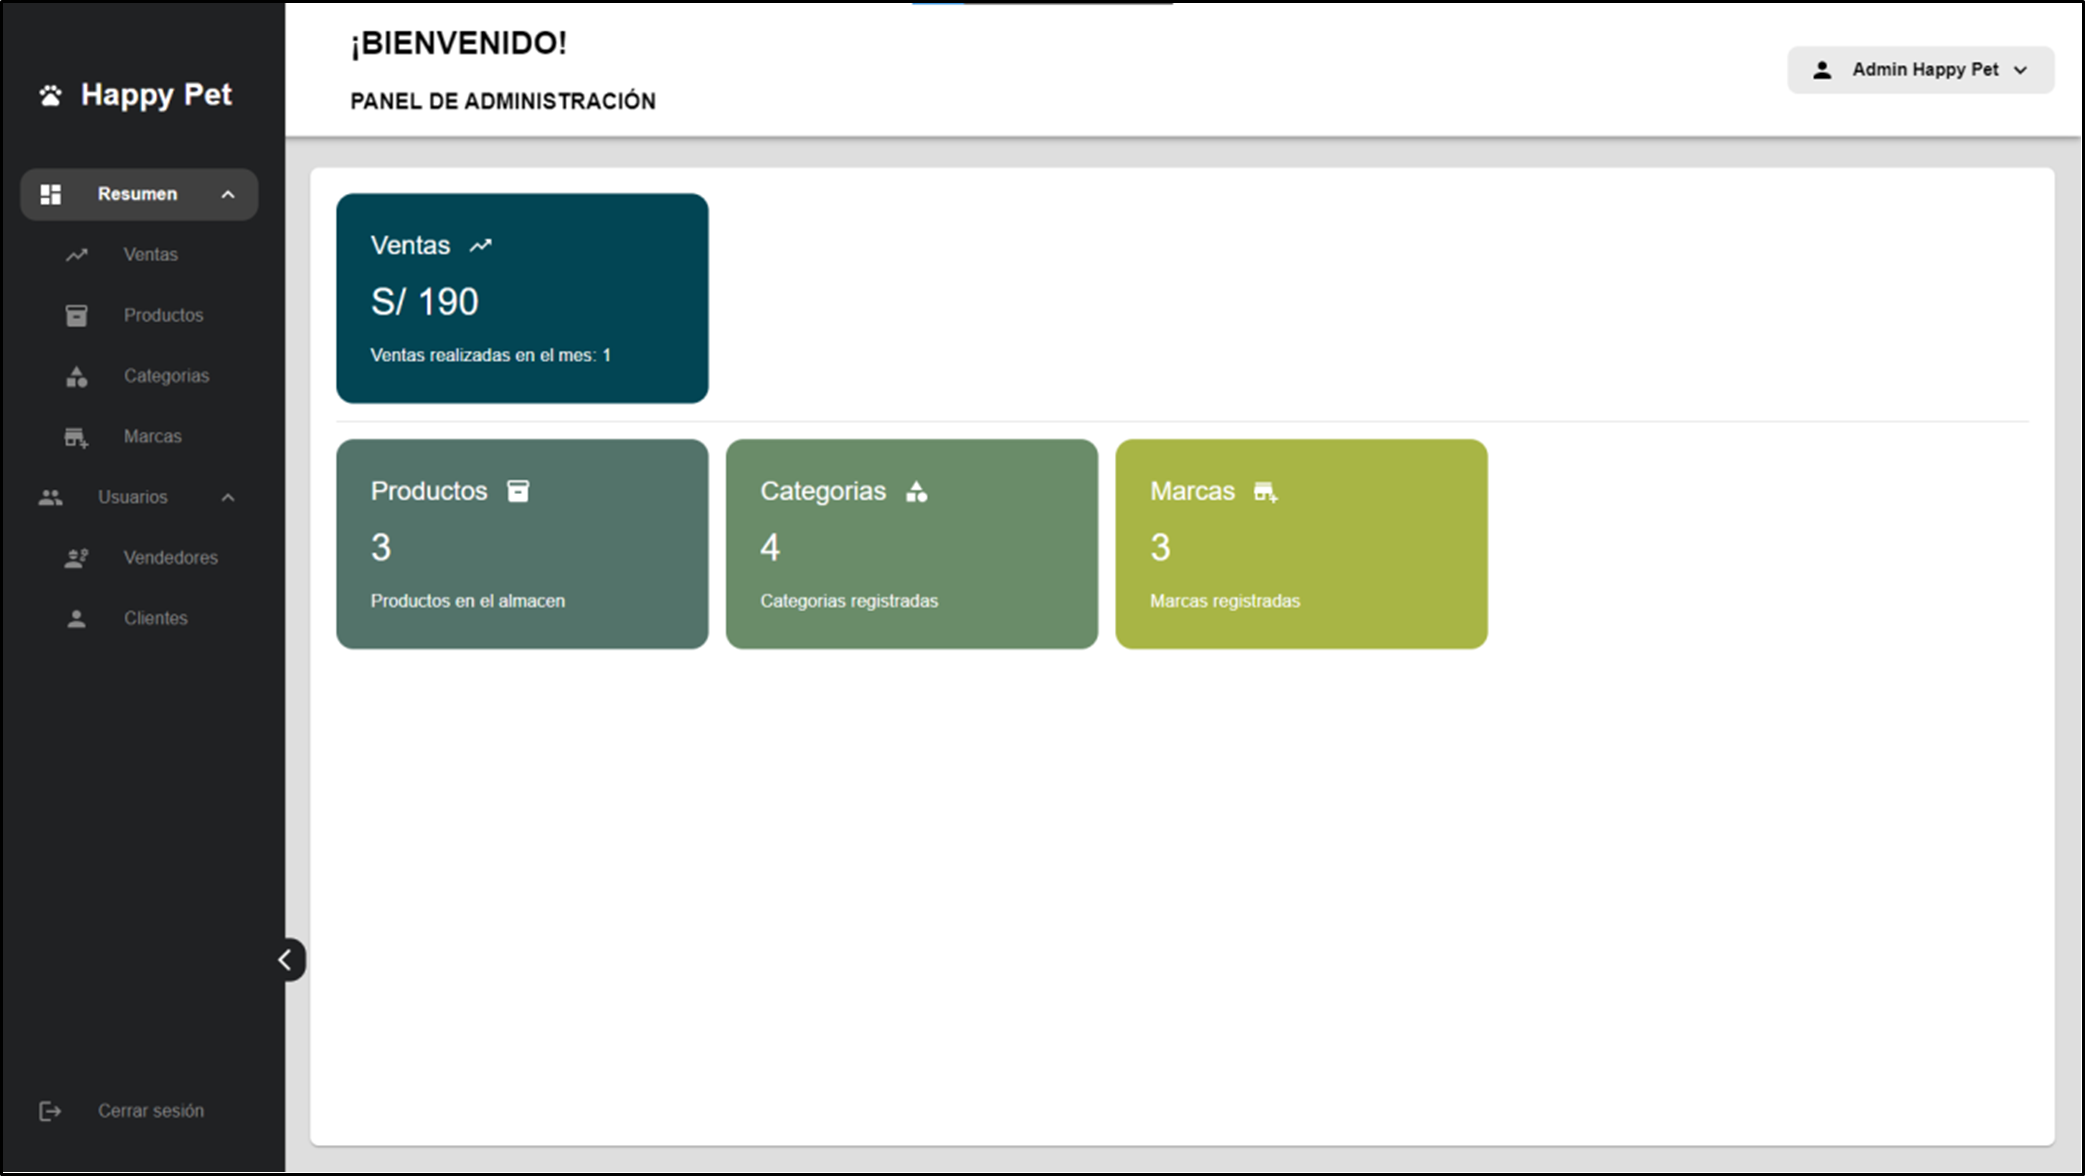 Happy Pet
Resumen
Ventas
Productos
Categorias
Marcas
Usuarios
Vendedores
Clientes
Cerrar sesión
¡BIENVENIDO!
PANEL DE ADMINISTRACIÓN
Admin Happy Pet
Ventas
S/ 190
Ventas realizadas en el mes: 1
Productos
3
Productos en el almacen
Categorias
4
Categorias registradas
Marcas
3
Marcas registradas